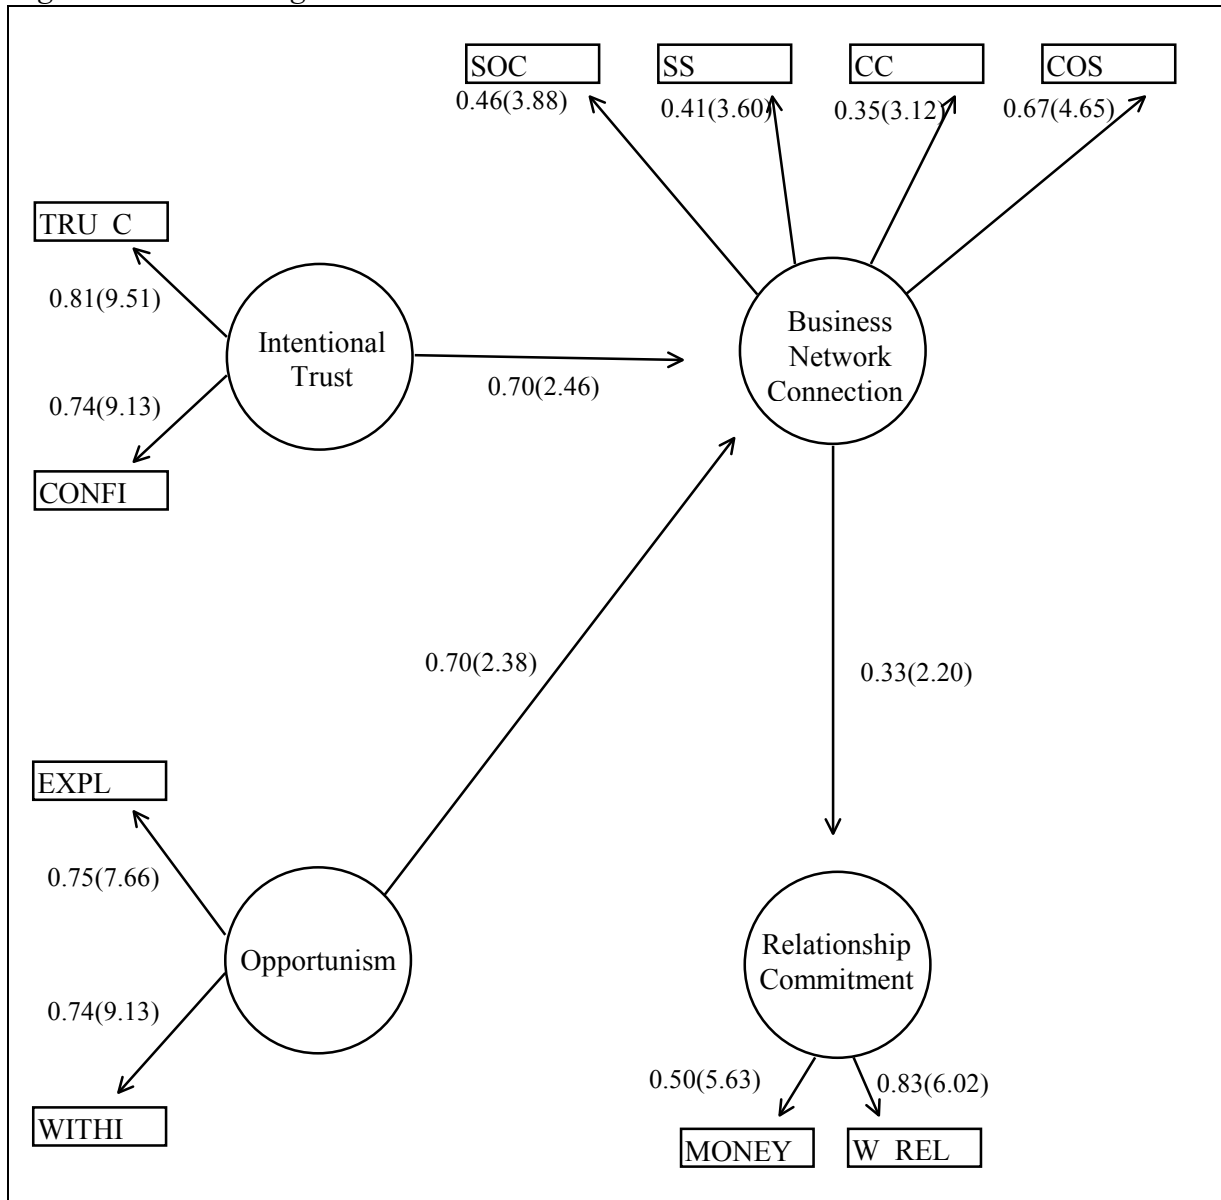 SOC
SS
CC
COS
0.46(3.88)
0.41(3.60)
0.35(3.12)
0.67(4.65)
TRU C
0.81(9.51)
Intentional
Trust
0.74(9.13)
CONFI
0.70(2.46)
Business
Network
Connection
0.70(2.38)
0.33(2.20)
EXPL
0.75(7.66)
Opportunism
0.74(9.13)
WITHI
Relationship
Commitment
0.50(5.63)
0.83(6.02)
MONEY
W REL